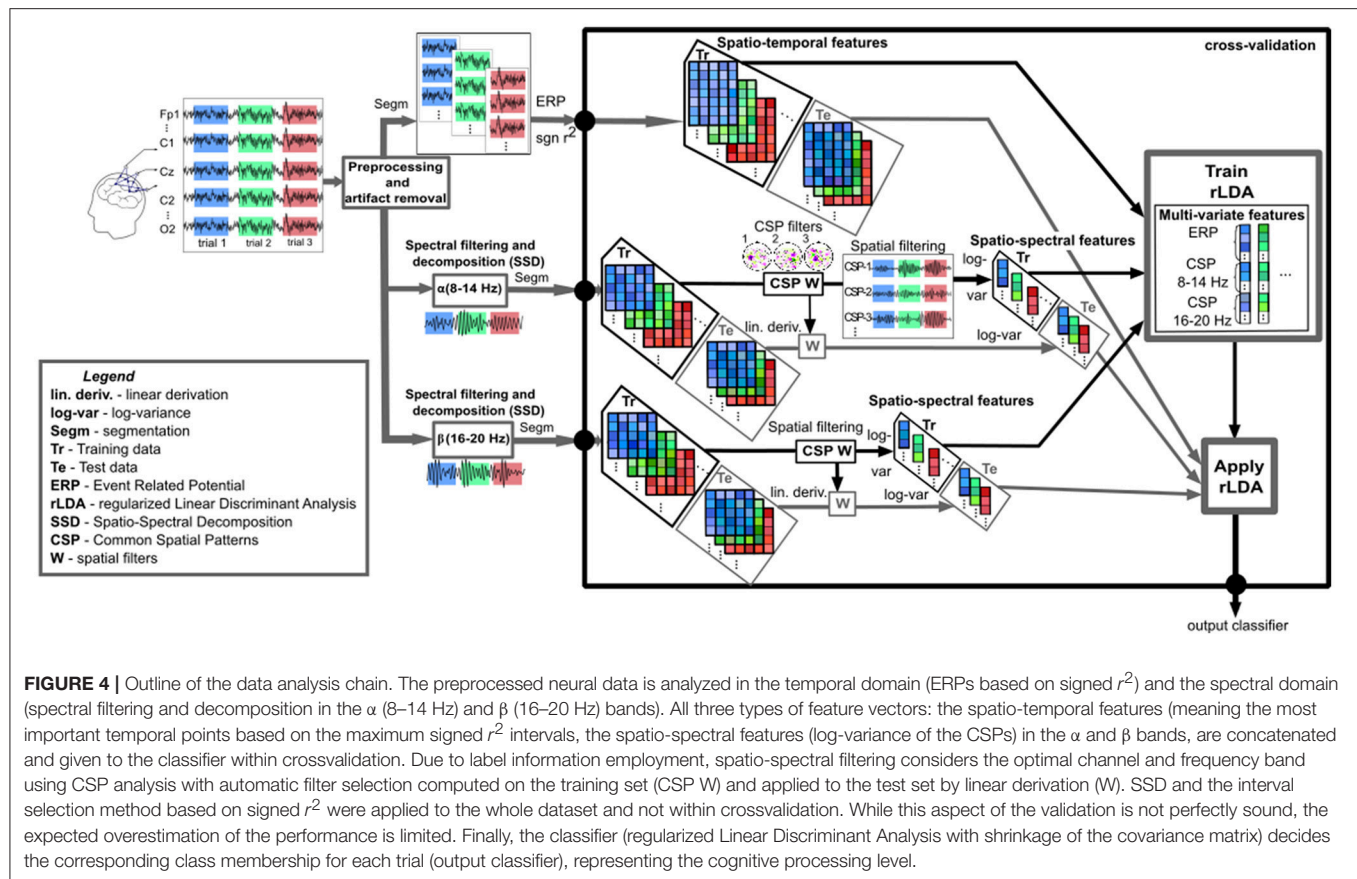 Fp1
C1
Cz
C2
O2
trial 1 trial 2 trial 3
Preprocessing
and
artifact removal
Segm
ERP
sgn r²
Spectral filtering and
decomposition (SSD)
α(8-14 Hz)
Segm
Spectral filtering and
decomposition (SSD)
β(16-20 Hz)
Segm
Legend
lin. deriv. - linear derivation
log-var - log-variance
Segm - segmentation
Tr - Training data
Te - Test data
ERP - Event Related Potential
rLDA - regularized Linear Discriminant Analysis
SSD - Spatio-Spectral Decomposition
CSP - Common Spatial Patterns
W - spatial filters
cross-validation
Spatio-temporal features
Tr
Te
CSP filters
1 2 3
Tr
CSP W
Te
lin. deriv.
W
Spatial filtering
CSP-1
CSP-2
CSP-3
log-
var
log-var
Spatio-spectral features
Tr
Te
Tr
Spatial filtering
CSP W
Te
lin. deriv.
W
log-
var
log-var
Spatio-spectral features
Tr
Te
Train
rLDA
Multi-variate features
ERP
CSP
8-14 Hz
CSP
16-20 Hz
...
Apply
rLDA
output classifier
FIGURE 4 | Outline of the data analysis chain. The preprocessed neural data is analyzed in the temporal domain (ERPs based on signed r²) and the spectral domain
(spectral filtering and decomposition in the α (8–14 Hz) and β (16–20 Hz) bands). All three types of feature vectors: the spatio-temporal features (meaning the most
important temporal points based on the maximum signed r² intervals, the spatio-spectral features (log-variance of the CSPs) in the α and β bands, are concatenated
and given to the classifier within crossvalidation. Due to label information employment, spatio-spectral filtering considers the optimal channel and frequency band
using CSP analysis with automatic filter selection computed on the training set (CSP W) and applied to the test set by linear derivation (W). SSD and the interval
selection method based on signed r² were applied to the whole dataset and not within crossvalidation. While this aspect of the validation is not perfectly sound, the
expected overestimation of the performance is limited. Finally, the classifier (regularized Linear Discriminant Analysis with shrinkage of the covariance matrix) decides
the corresponding class membership for each trial (output classifier), representing the cognitive processing level.